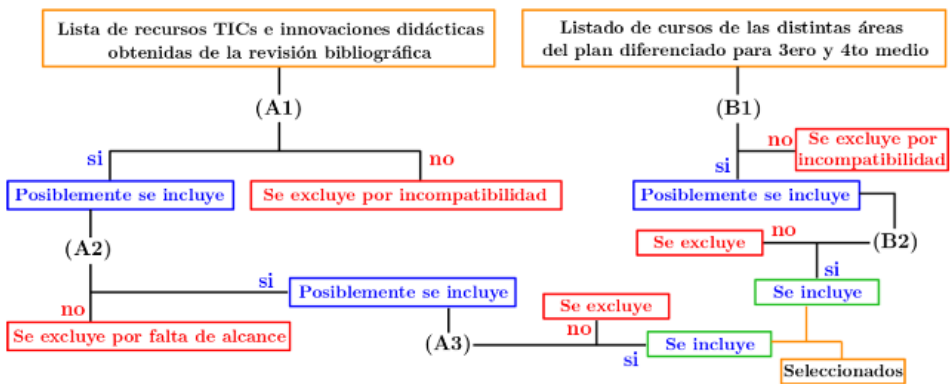 Lista de recursos TICs e innovaciones didácticas
obtenidas de la revisión bibliográfica
Listado de cursos de las distintas áreas
del plan diferenciado para 3ero y 4to medio
(A1)
(B1)
si
no
no
Se excluye por
incompatibilidad
si
Posiblemente se incluye
Se excluye por incompatibilidad
Posiblemente se incluye
(A2)
Se excluye
no
(B2)
si
si
Posiblemente se incluye
Se incluye
no
Se excluye
Se excluye por falta de alcance
(A3)
no
si
Se incluye
Seleccionados